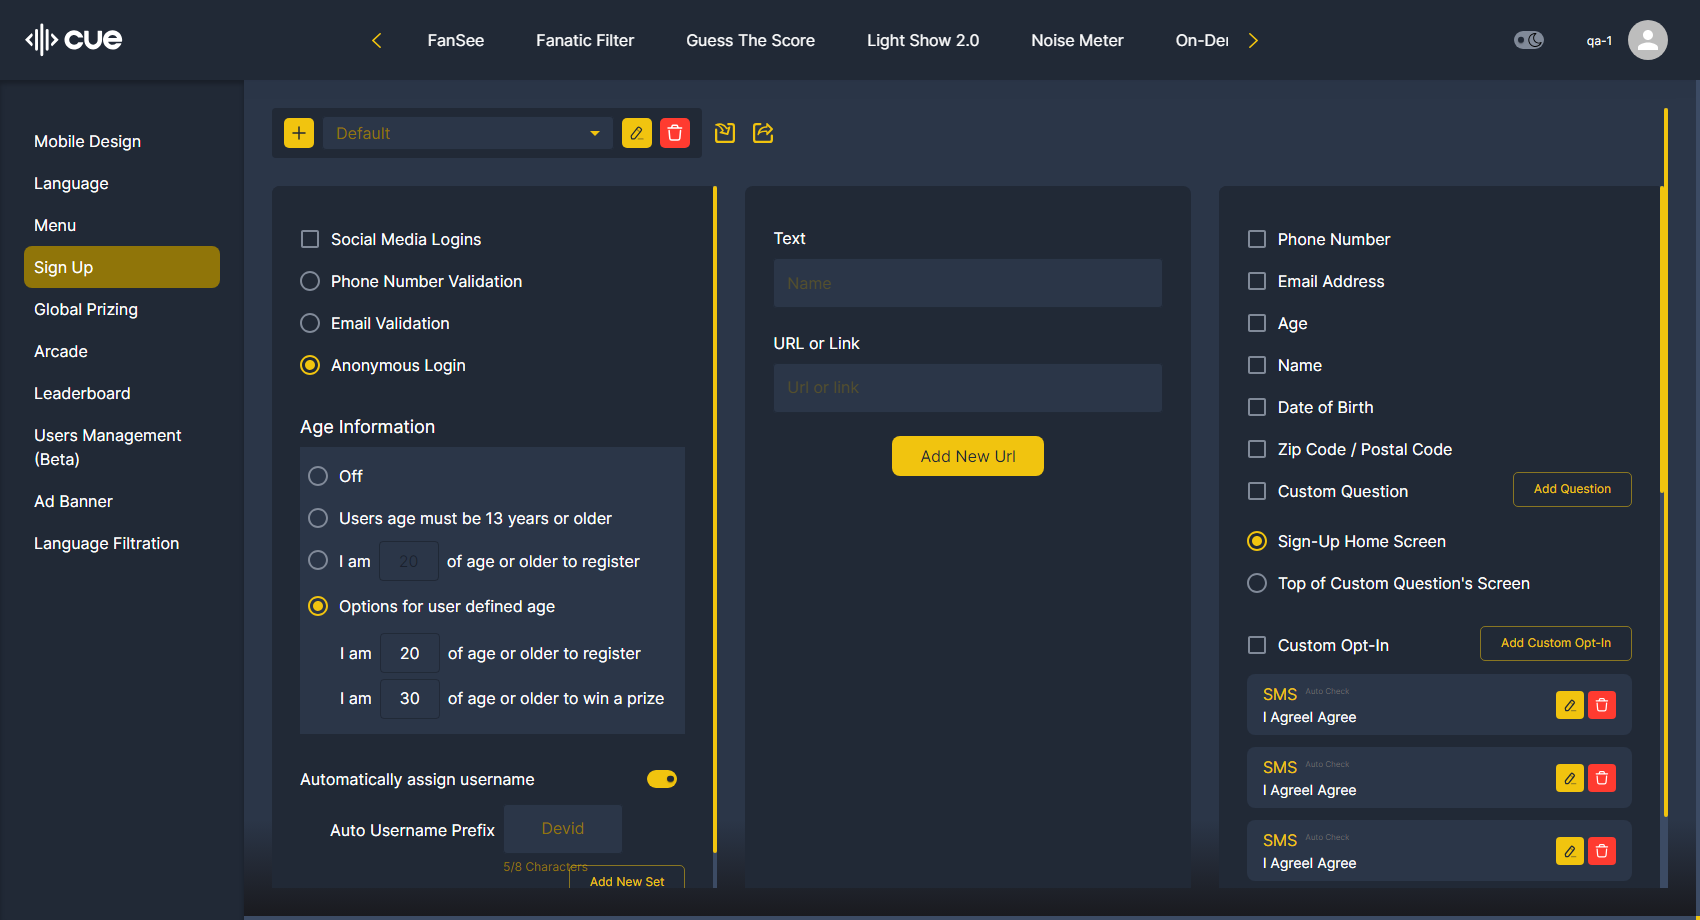 cue
FanSee
Fanatic Filter
Guess The Score
Light Show 2.0
Noise Meter
On-De
qa-1
Mobile Design
Language
Menu
Sign Up
Global Prizing
Arcade
Leaderboard
Users Management
(Beta)
Ad Banner
Language Filtration
Default
Social Media Logins
Phone Number Validation
Email Validation
Anonymous Login
Age Information
Off
Users age must be 13 years or older
I am 20 of age or older to register
Options for user defined age
I am 20 of age or older to register
I am 30 of age or older to win a prize
Automatically assign username
Auto Username Prefix Devid
5/8 Characters
Add New Set
Text
Name
URL or Link
Url or link
Add New Url
Phone Number
Email Address
Age
Name
Date of Birth
Zip Code / Postal Code
Custom Question Add Question
Sign-Up Home Screen
Top of Custom Question's Screen
Custom Opt-In Add Custom Opt-In
SMS Auto Check
I AgreeI Agree
SMS Auto Check
I AgreeI Agree
SMS Auto Check
I AgreeI Agree